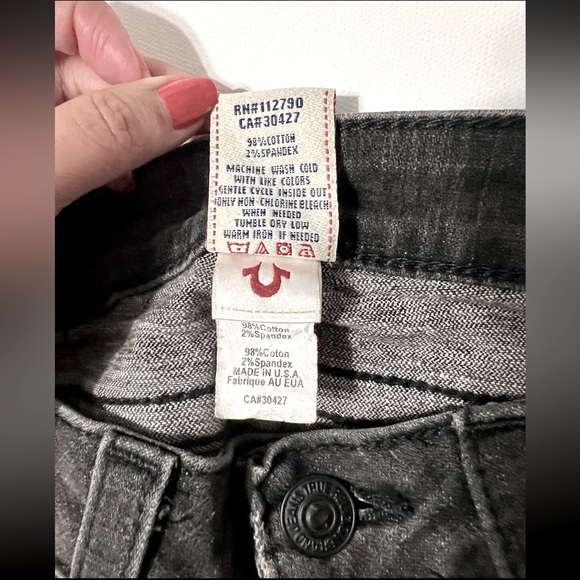 RN#112790
CA#30427
98%COTTON
2%SPANDEX
MACHINE WASH COLD
WITH LIKE COLORS
GENTLE CYCLE INSIDE OUT
ONLY NON-CHLORINE BLEACH
WHEN NEEDED
TUMBLE DRY LOW
WARM IRON IF NEEDED
98%Cotton
2%Spandex
98%Coton
2%Spandex
MADE IN U.S.A.
Fabrique AU EUA
CA#30427
TRUE